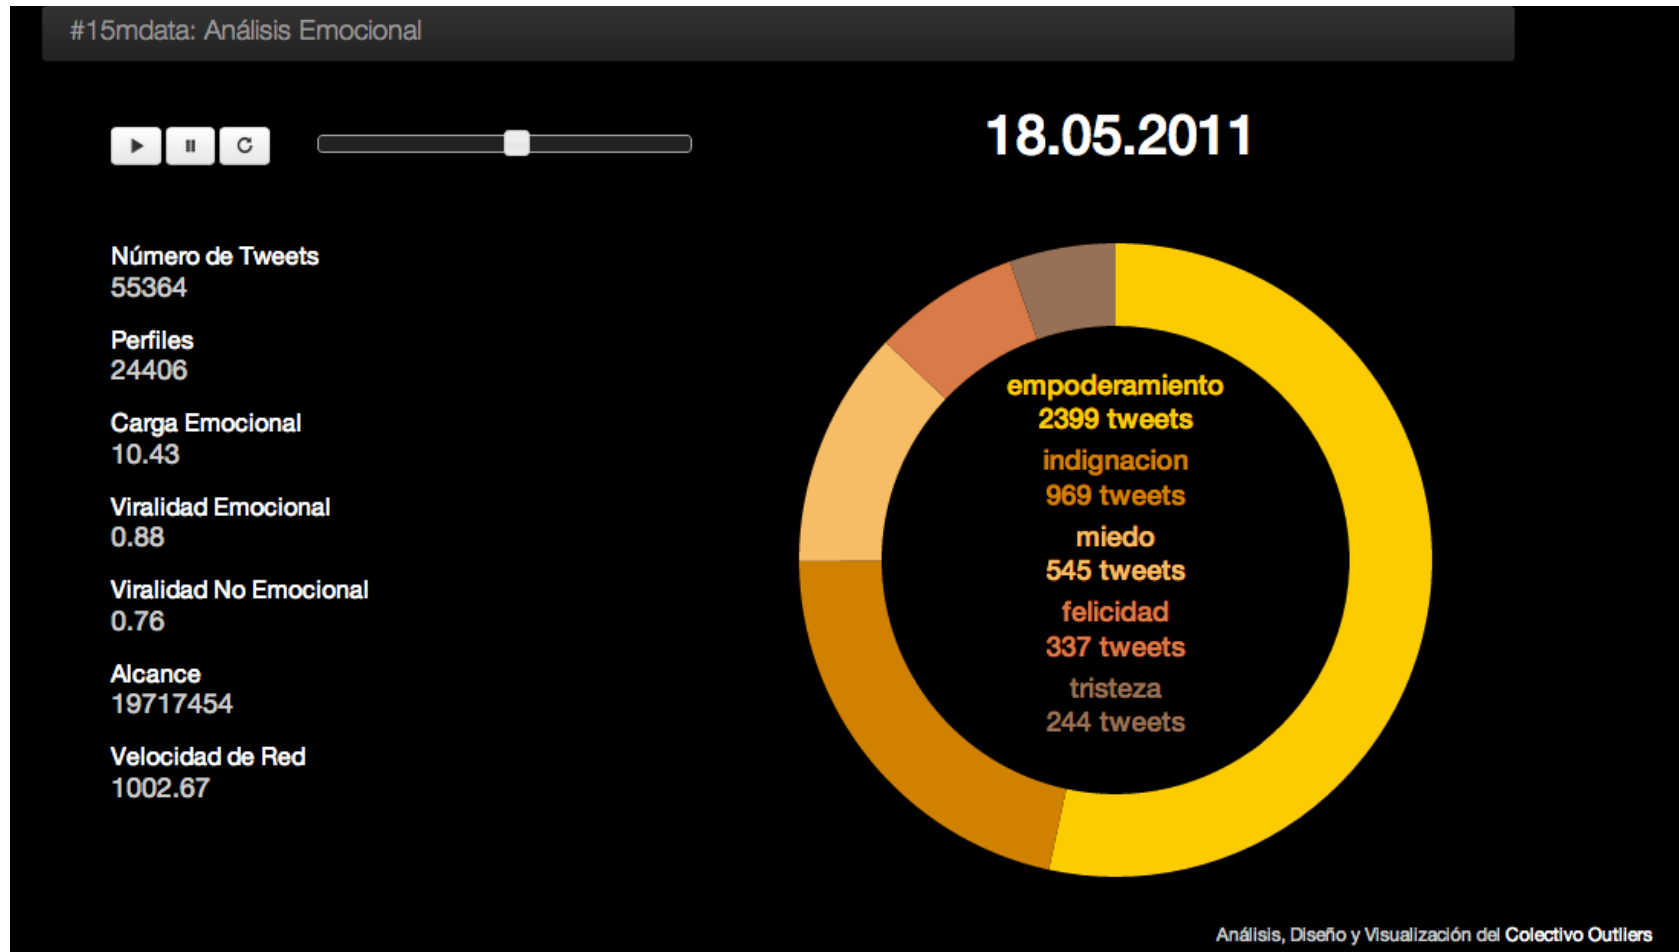 #15mdata: Análisis Emocional
18.05.2011
Número de Tweets
55364
Perfiles
24406
Carga Emocional
10.43
Viralidad Emocional
0.88
Viralidad No Emocional
0.76
Alcance
19717454
Velocidad de Red
1002.67
empoderamiento
2399 tweets
indignacion
969 tweets
miedo
545 tweets
felicidad
337 tweets
tristeza
244 tweets
Análisis, Diseño y Visualización del Colectivo Outliers